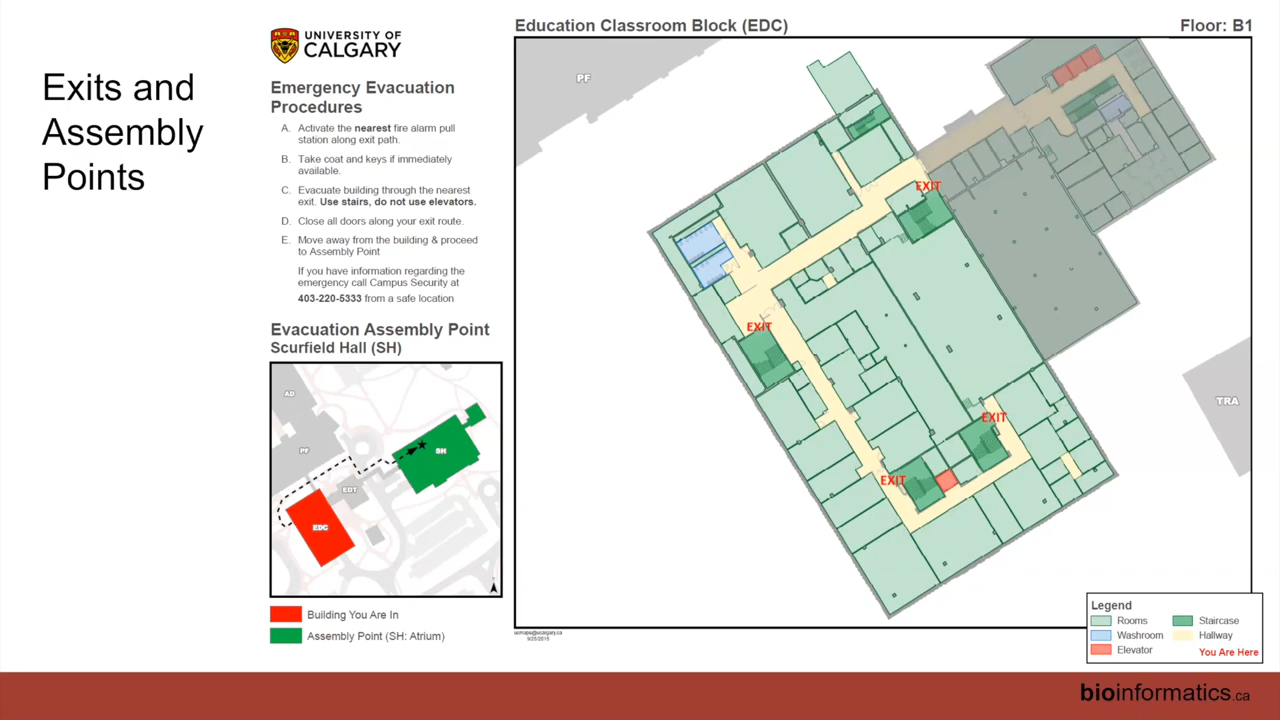 Exits and
Assembly
Points
UNIVERSITY OF
CALGARY
Emergency Evacuation
Procedures
A. Activate the nearest fire alarm pull
station along exit path.
B. Take coat and keys if immediately
available.
C. Evacuate building through the nearest
exit. Use stairs, do not use elevators.
D. Close all doors along your exit route.
E. Move away from the building & proceed
to Assembly Point
If you have information regarding the
emergency call Campus Security at
403-220-5333 from a safe location
Evacuation Assembly Point
Scurfield Hall (SH)
AD
PF
SH
EDT
EDC
Building You Are In
Assembly Point (SH: Atrium)
Education Classroom Block (EDC)
Floor: B1
PF
EXIT
EXIT
EXIT
EXIT
TRA
ucmaps@ucalgary.ca
9/25/2015
Legend
Rooms
Staircase
Washroom
Hallway
Elevator
You Are Here
bioinformatics.ca